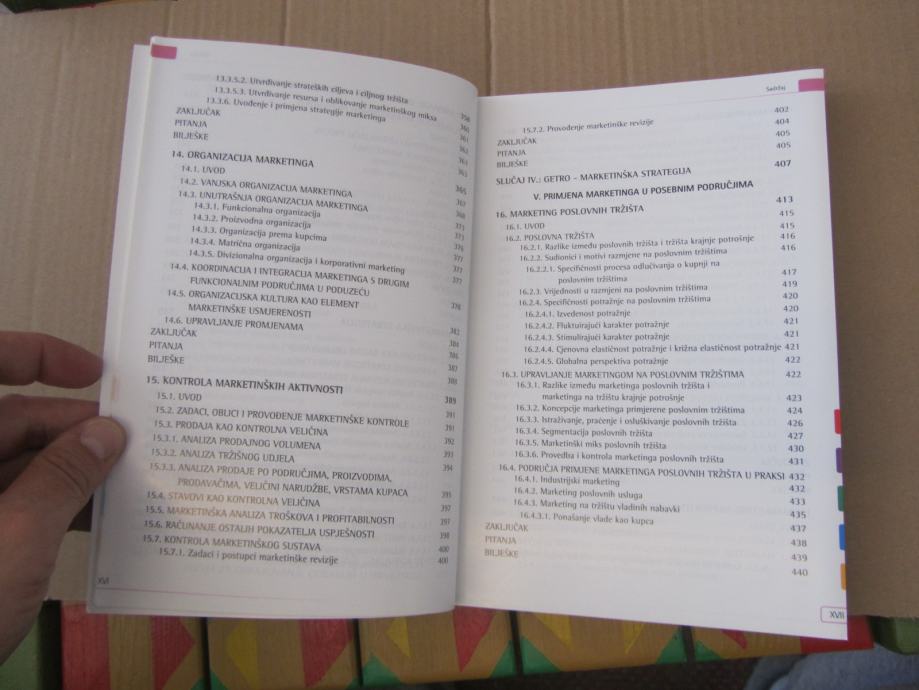 13.3.5.2. Utvrđivanje strateških ciljeva i ciljnog tržišta
13.3.5.3. Utvrđivanje resursa i oblikovanje marketinškog miksa
13.3.6. Uvođenje i primjena strategije marketinga
ZAKLJUČAK
PITANJA
BILJEŠKE
14. ORGANIZACIJA MARKETINGA
14.1. UVOD
14.2. VANJSKA ORGANIZACIJA MARKETINGA 365
14.3. UNUTRAŠNJA ORGANIZACIJA MARKETINGA 367
14.3.1. Funkcionalna organizacija
14.3.2. Proizvodna organizacija
14.3.3. Organizacija prema kupcima
14.3.4. Matrična organizacija
14.3.5. Divizionalna organizacija i korporativni marketing
14.4. KOORDINACIJA I INTEGRACIJA MARKETINGA S DRUGIM
FUNKCIONALNIM PODRUČJIMA U PODUZEĆU
14.5. ORGANIZACIJSKA KULTURA KAO ELEMENT
MARKETINŠKE USMJERENOSTI
14.6. UPRAVLJANJE PROMJENAMA
ZAKLJUČAK
PITANJA
BILJEŠKE
15. KONTROLA MARKETINŠKIH AKTIVNOSTI 389
15.1. UVOD 391
15.2. ZADACI, OBLICI I PROVOĐENJE MARKETINŠKE KONTROLE 391
15.3. PRODAJA KAO KONTROLNA VELIČINA 392
15.3.1. ANALIZA PRODAJNOG VOLUMENA 393
15.3.2. ANALIZA TRŽIŠNOG UDJELA 394
15.3.3. ANALIZA PRODAJE PO PODRUČJIMA, PROIZVODIMA,
PRODAVAČIMA, VELIČINI NARUDŽBE, VRSTAMA KUPACA 395
15.4. STAVOVI KAO KONTROLNA VELIČINA 397
15.5. MARKETINŠKA ANALIZA TROŠKOVA I PROFITABILNOSTI 397
15.6. RAČUNANJE OSTALIH POKAZATELJA USPJEŠNOSTI 398
15.7. KONTROLA MARKETINŠKOG SUSTAVA 400
15.7.1. Zadaci i postupci marketinške revizije 400
XVI
Sadržaj
15.7.2. Provođenje marketinške revizije 402
ZAKLJUČAK 404
PITANJA 405
BILJEŠKE 405
SLUČAJ IV.: GETRO – MARKETINŠKA STRATEGIJA 407
V. PRIMJENA MARKETINGA U POSEBNIM PODRUČJIMA
16. MARKETING POSLOVNIH TRŽIŠTA 413
16.1. UVOD 415
16.2. POSLOVNA TRŽIŠTA 415
16.2.1. Razlike između poslovnih tržišta i tržišta krajnje potrošnje 416
16.2.2. Sudionici i motivi razmjene na poslovnim tržištima 416
16.2.2.1. Specifičnosti procesa odlučivanja o kupnji na
poslovnim tržištima 417
16.2.3. Vrijednosti u razmjeni na poslovnim tržištima 419
16.2.4. Specifičnosti potražnje na poslovnim tržištima 420
16.2.4.1. Izvedenost potražnje 420
16.2.4.2. Fluktuirajući karakter potražnje 421
16.2.4.3. Stimulirajući karakter potražnje 421
16.2.4.4. Cjenovna elastičnost potražnje i križna elastičnost potražnje 421
16.2.4.5. Globalna perspektiva potražnje 422
16.3. UPRAVLJANJE MARKETINGOM NA POSLOVNIM TRŽIŠTIMA 422
16.3.1. Razlike između marketinga poslovnih tržišta i
marketinga na tržištu krajnje potrošnje 423
16.3.2. Koncepcije marketinga primjerene poslovnim tržištima 424
16.3.3. Istraživanje, praćenje i osluškivanje poslovnih tržišta 426
16.3.4. Segmentacija poslovnih tržišta 427
16.3.5. Marketinški miks poslovnih tržišta 430
16.3.6. Provedba i kontrola marketinga poslovnih tržišta 431
16.4. PODRUČJA PRIMJENE MARKETINGA POSLOVNIH TRŽIŠTA U PRAKSI 432
16.4.1. Industrijski marketing 432
16.4.2. Marketing poslovnih usluga 433
16.4.3. Marketing na tržištu vladinih nabavki 435
16.4.3.1. Ponašanje vlade kao kupca 437
ZAKLJUČAK 438
PITANJA 439
BILJEŠKE 440
XVII